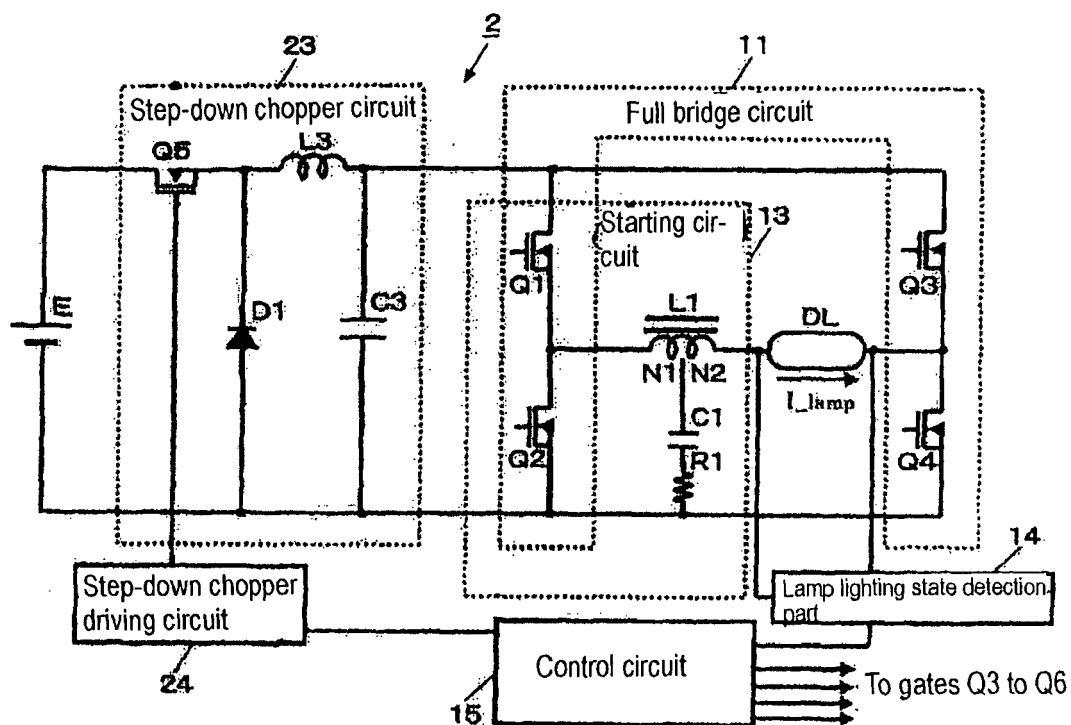 2
23
11
Step-down chopper circuit
Full bridge circuit
Q5
L3
Starting cir-
cuit
13
Q1
Q3
E
D1
C3
L1
DL
N1 N2
I_lamp
C1
Q2
R1
Q4
14
Step-down chopper
driving circuit
Lamp lighting state detection
part
24
Control circuit
15
To gates Q3 to Q6